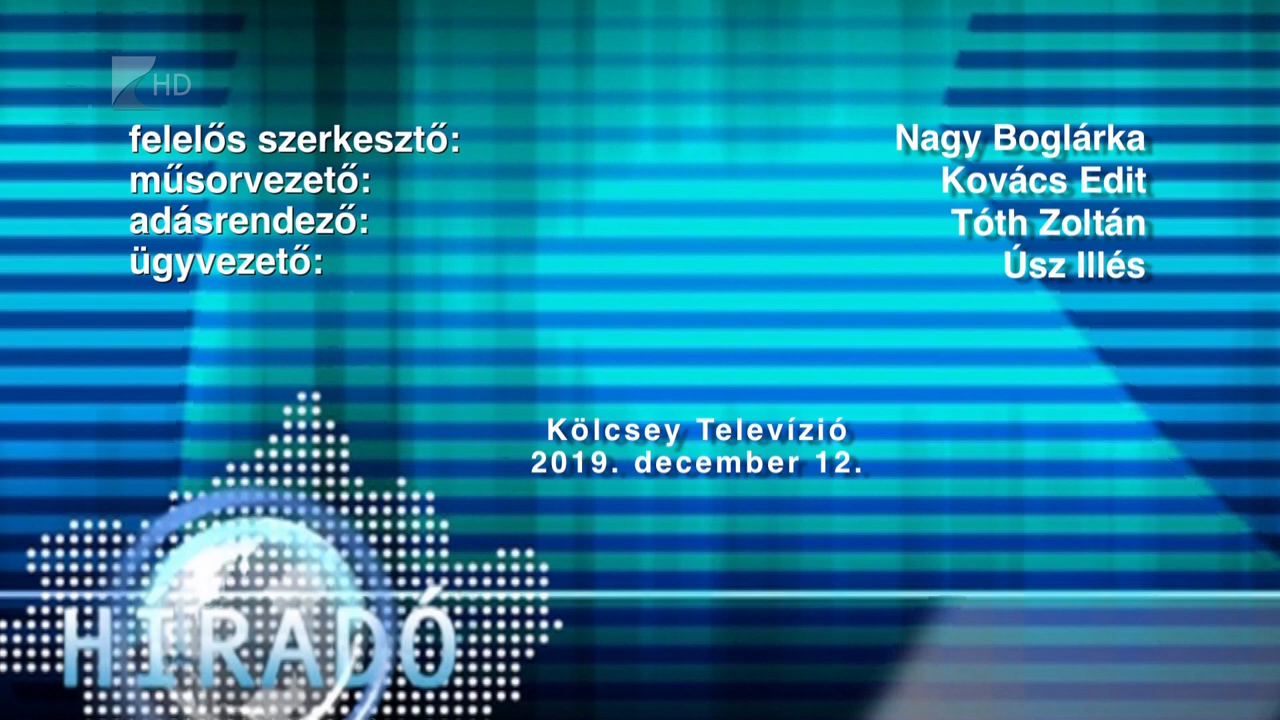 HD
felelős szerkesztő: Nagy Boglárka
műsorvezető: Kovács Edit
adásrendező: Tóth Zoltán
ügyvezető: Úsz Illés
Kölcsey Televízió
2019. december 12.
HÍRADÓ